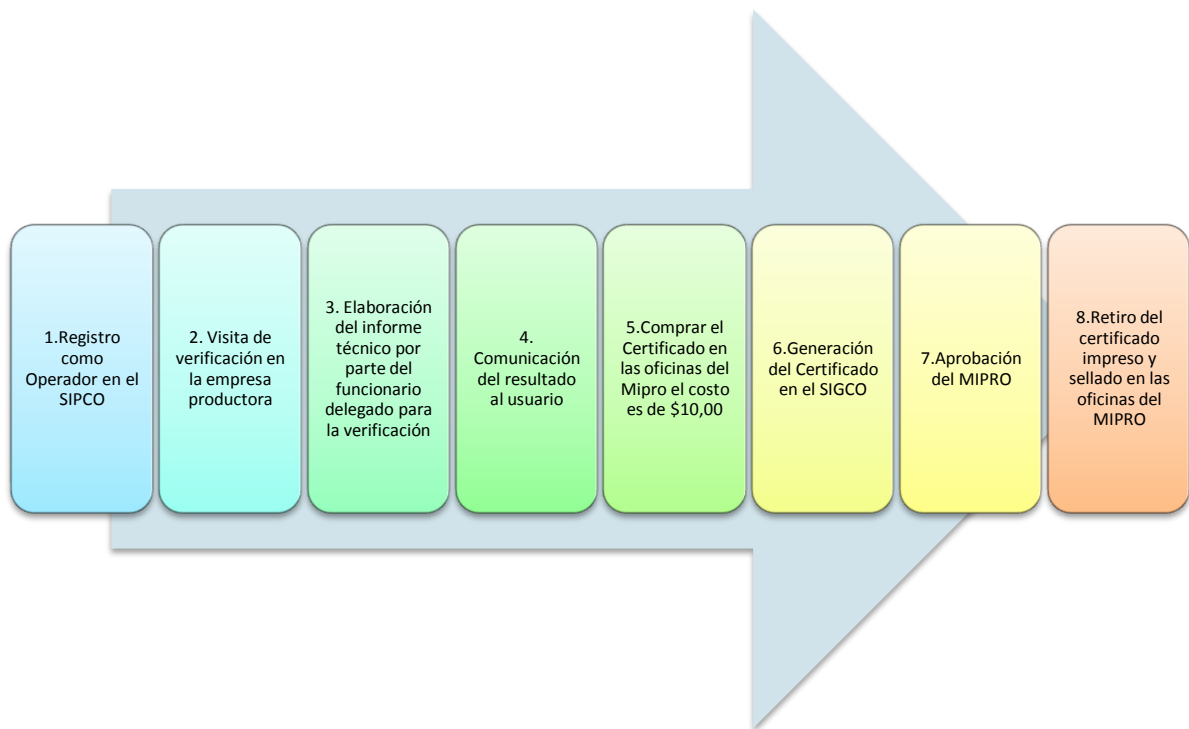 1.Registro
como
Operador en el
SIPCO
2. Visita de
verificación en
la empresa
productora
3. Elaboración
del informe
técnico por
parte del
funcionario
delegado para
la verificación
4.
Comunicación
del resultado
al usuario
5.Comprar el
Certificado en
las oficinas del
Mipro el costo
es de $10,00
6.Generación
del Certificado
en el SIGCO
7.Aprobación
del MIPRO
8.Retiro del
certificado
impreso y
sellado en las
oficinas del
MIPRO